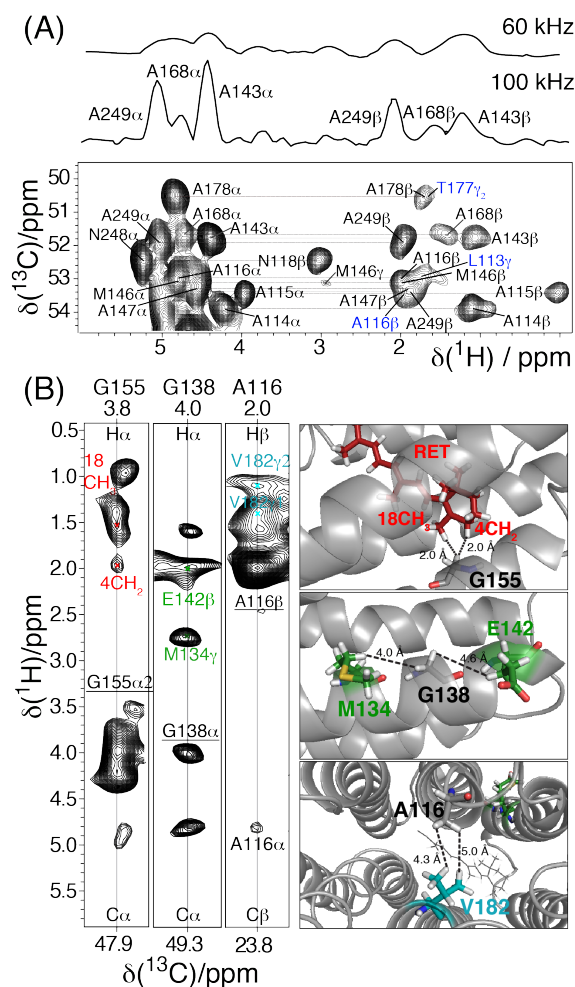 (A)
60 kHz
100 kHz
A168α
A249α
A143α
A249β
A168β
A143β
δ(¹³C)/ppm
50
51
52
53
54
A178α
A178β
T177γ₂
A249α
A168α
A249β
A168β
N248α
A143α
A143β
N118β
A116β
L113γ
A116α
M146γ
M146β
M146α
A147α
A115α
A147β
A115β
A114α
A116β
A249β
A114β
5
4
3
2
1
δ(¹H) / ppm
(B)
G155
G138
A116
3.8
4.0
2.0
δ(¹H)/ppm
0.5
1.0
1.5
2.0
2.5
3.0
3.5
4.0
4.5
5.0
5.5
Hα
Hα
Hβ
18
CH₃
V182γ2
4CH₂
E142β
A116β
M134γ
G155α2
G138α
A116α
Cα
Cα
Cβ
47.9
49.3
23.8
δ(¹³C)/ppm
RET
18CH₃
4CH₂
2.0 Å
2.0 Å
G155
E142
4.0 Å
4.6 Å
G138
M134
A116
4.3 Å
5.0 Å
V182